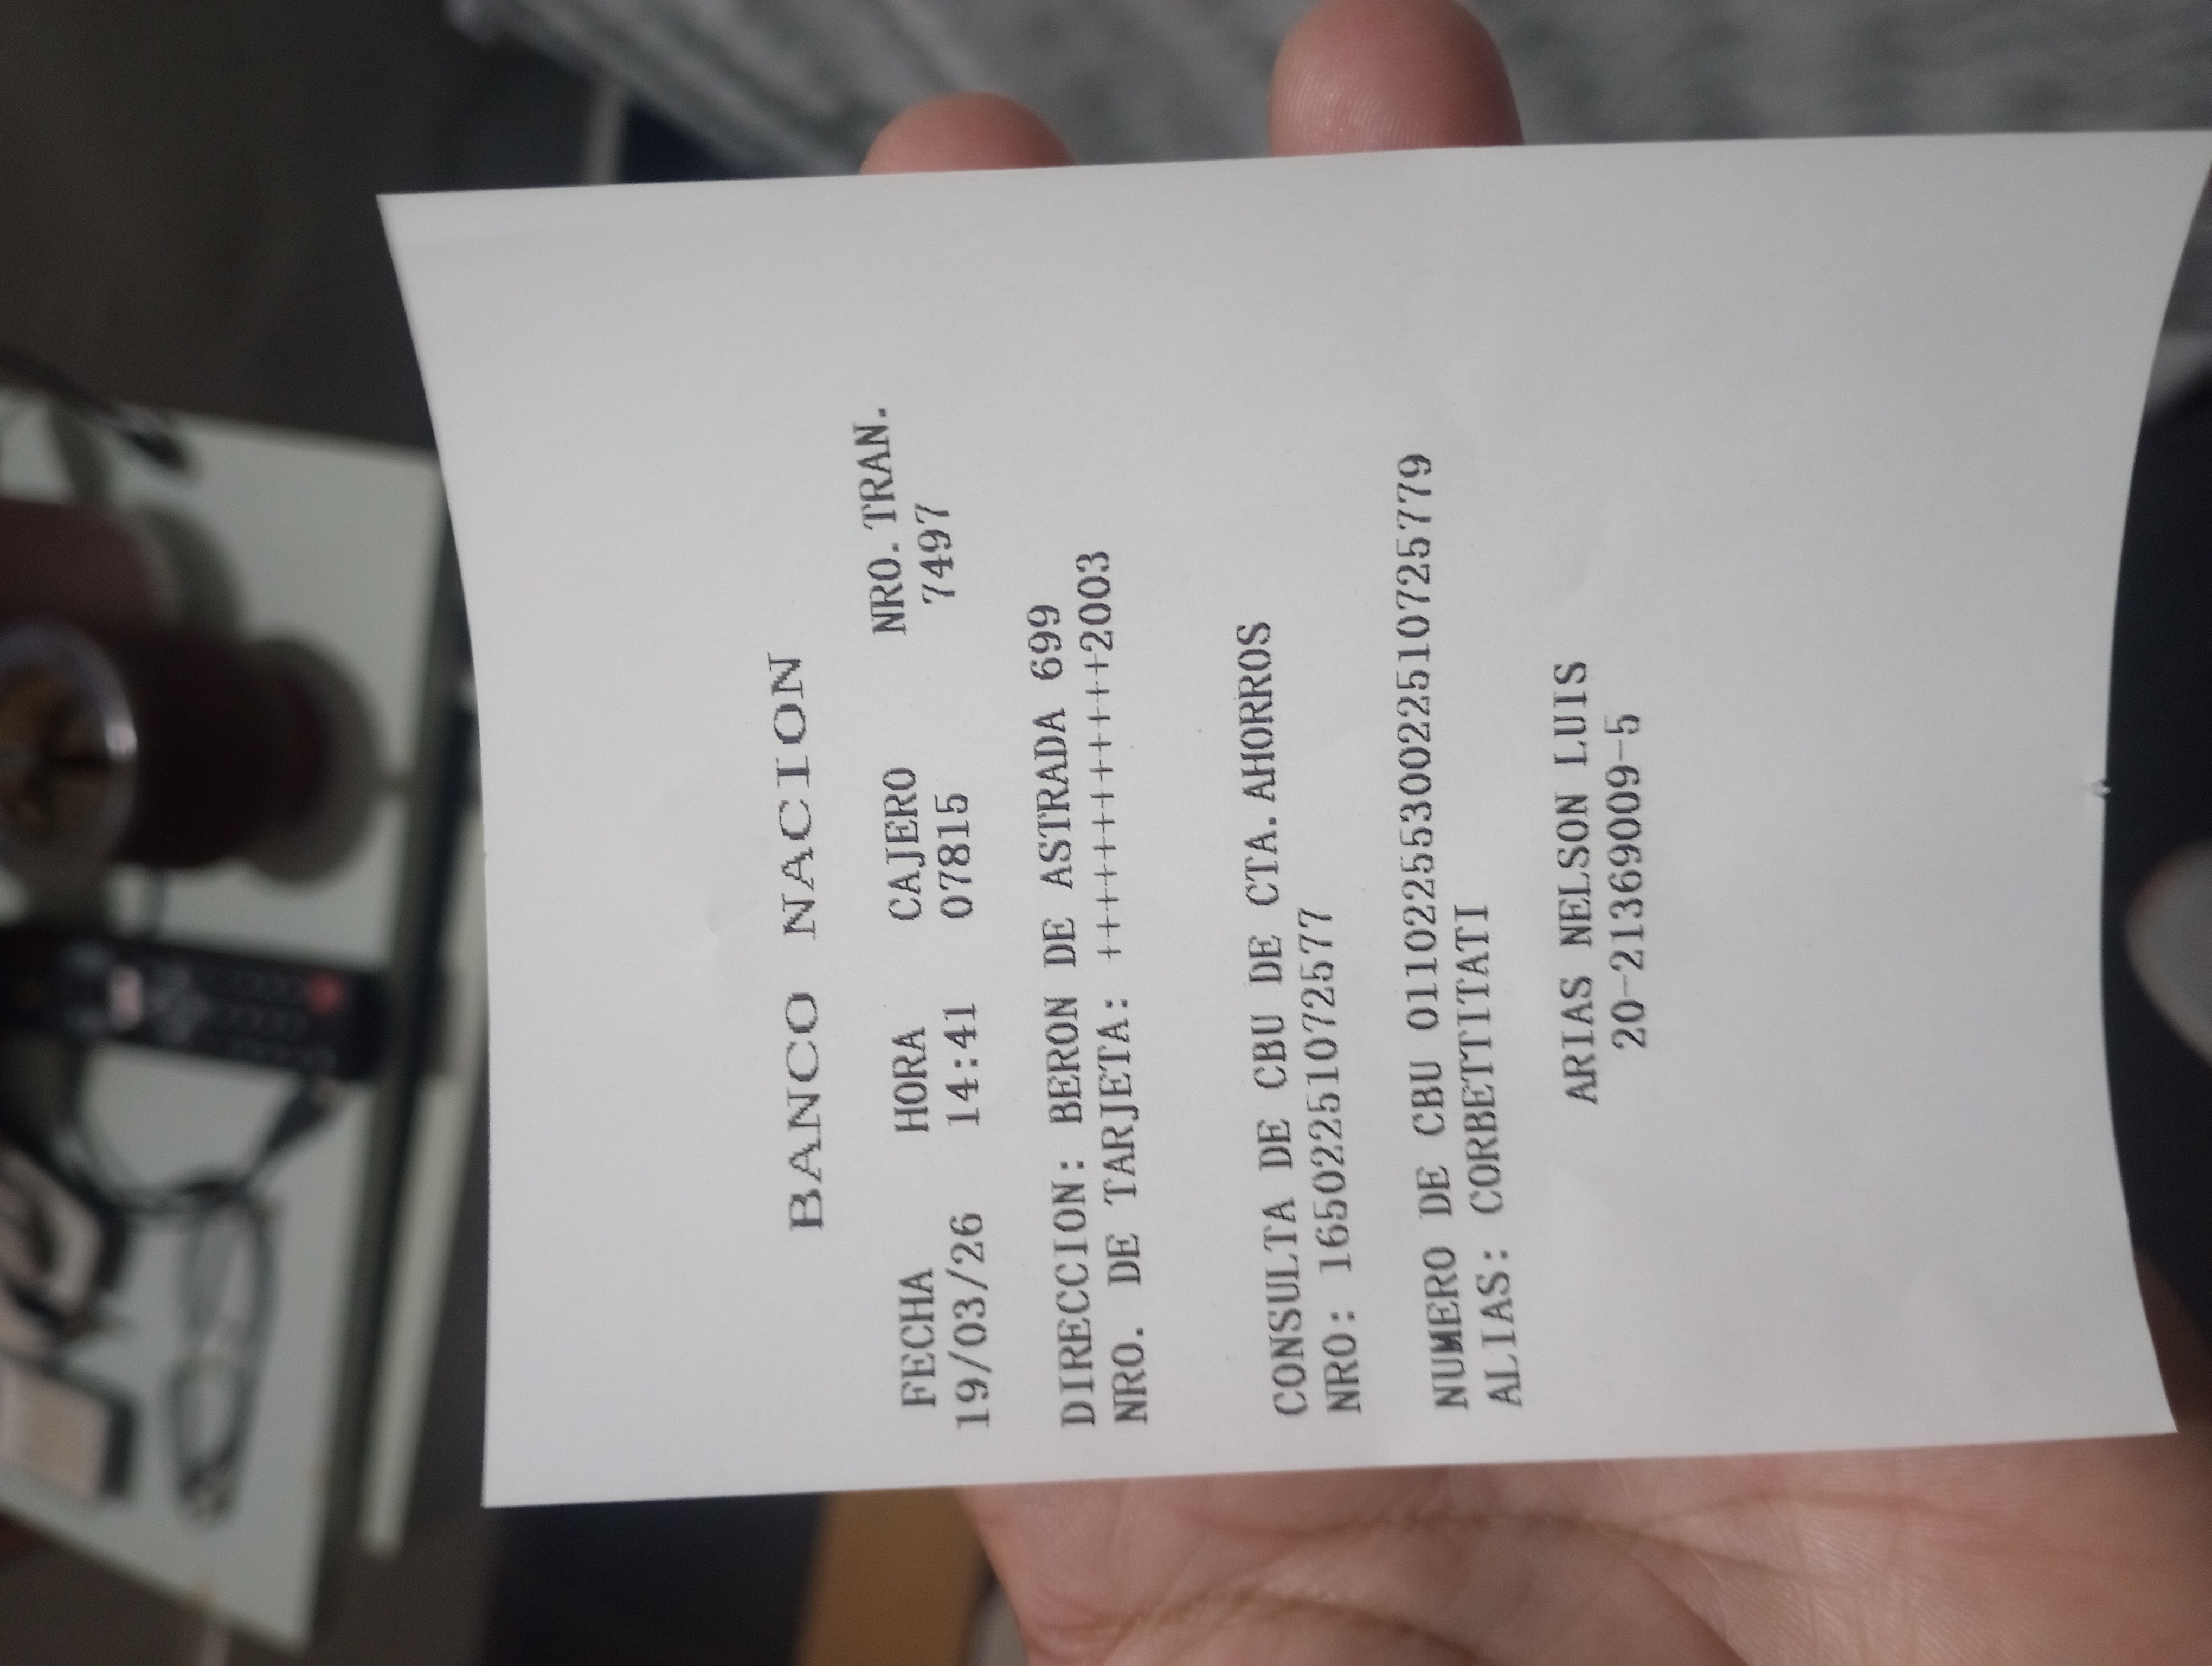 BANCO NACION
FECHA HORA CAJERO NRO.TRAN.
19/03/26 14:41 07815 7497
DIRECCION: BERON DE ASTRADA 699
NRO. DE TARJETA: ++++++++++++2003
CONSULTA DE CBU DE CTA.AHORROS
NRO: 16502251072577
NUMERO DE CBU 0110225530022510725779
ALIAS: CORBETTITATI
ARIAS NELSON LUIS
20-21369009-5